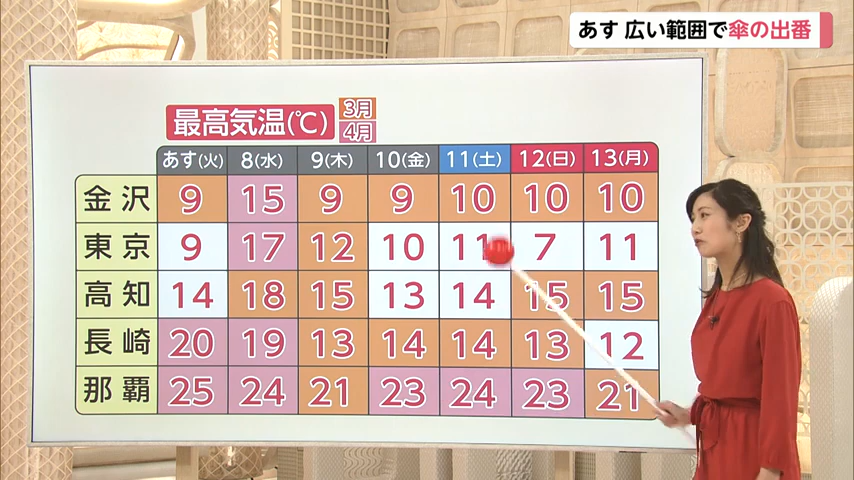 あす 広い範囲で傘の出番
最高気温(℃) 3月 4月
あす(火) 8(水) 9(木) 10(金) 11(土) 12(日) 13(月)
金沢 9 15 9 9 10 10 10
東京 9 17 12 10 11 7 11
高知 14 18 15 13 14 15 15
長崎 20 19 13 14 14 13 12
那覇 25 24 21 23 24 23 21